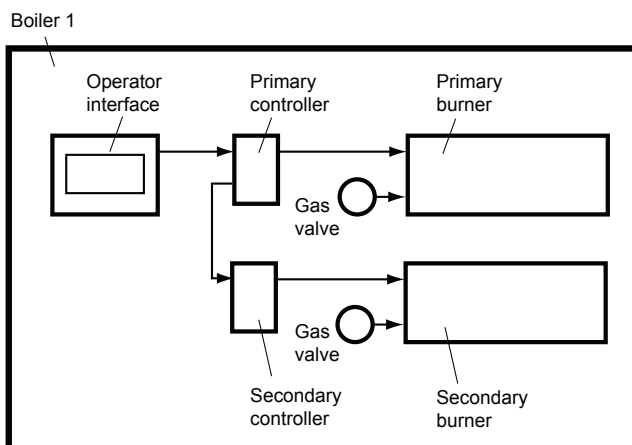 Boiler 1
Operator
interface
Primary
controller
Primary
burner
Gas
valve
Gas
valve
Secondary
controller
Secondary
burner